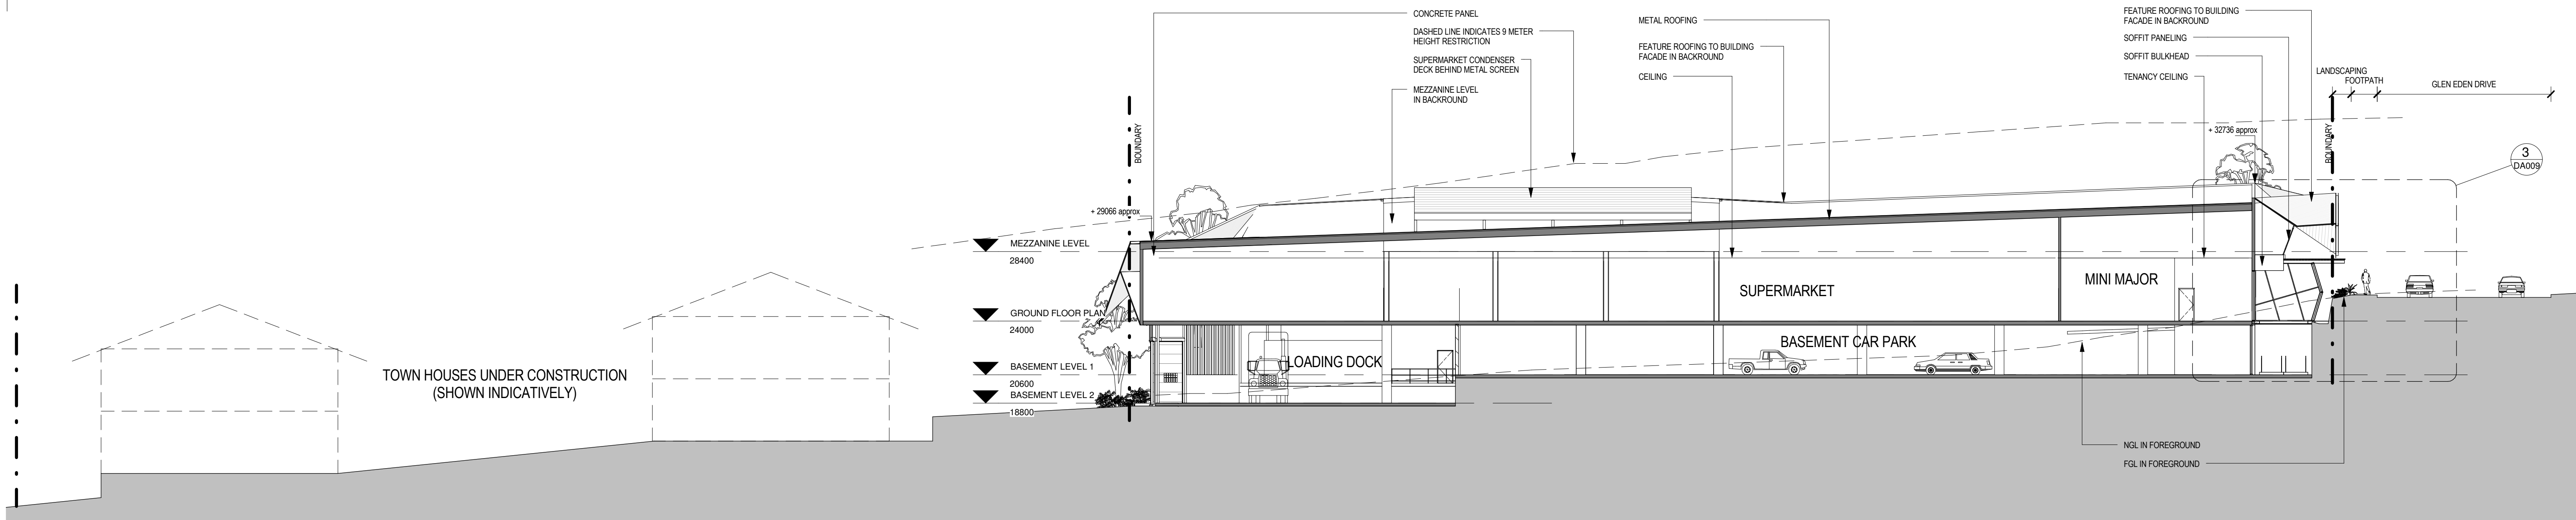 CONCRETE PANEL
DASHED LINE INDICATES 9 METER
HEIGHT RESTRICTION
SUPERMARKET CONDENSER
DECK BEHIND METAL SCREEN
MEZZANINE LEVEL
IN BACKROUND
METAL ROOFING
FEATURE ROOFING TO BUILDING
FACADE IN BACKROUND
CEILING
FEATURE ROOFING TO BUILDING
FACADE IN BACKROUND
SOFFIT PANELING
SOFFIT BULKHEAD
TENANCY CEILING
LANDSCAPING
FOOTPATH
GLEN EDEN DRIVE
BOUNDARY
BOUNDARY
+ 32736 approx
3
DA009
+ 29066 approx
MEZZANINE LEVEL
28400
GROUND FLOOR PLAN
24000
BASEMENT LEVEL 1
20600
BASEMENT LEVEL 2
18800
SUPERMARKET
MINI MAJOR
LOADING DOCK
BASEMENT CAR PARK
TOWN HOUSES UNDER CONSTRUCTION
(SHOWN INDICATIVELY)
NGL IN FOREGROUND
FGL IN FOREGROUND